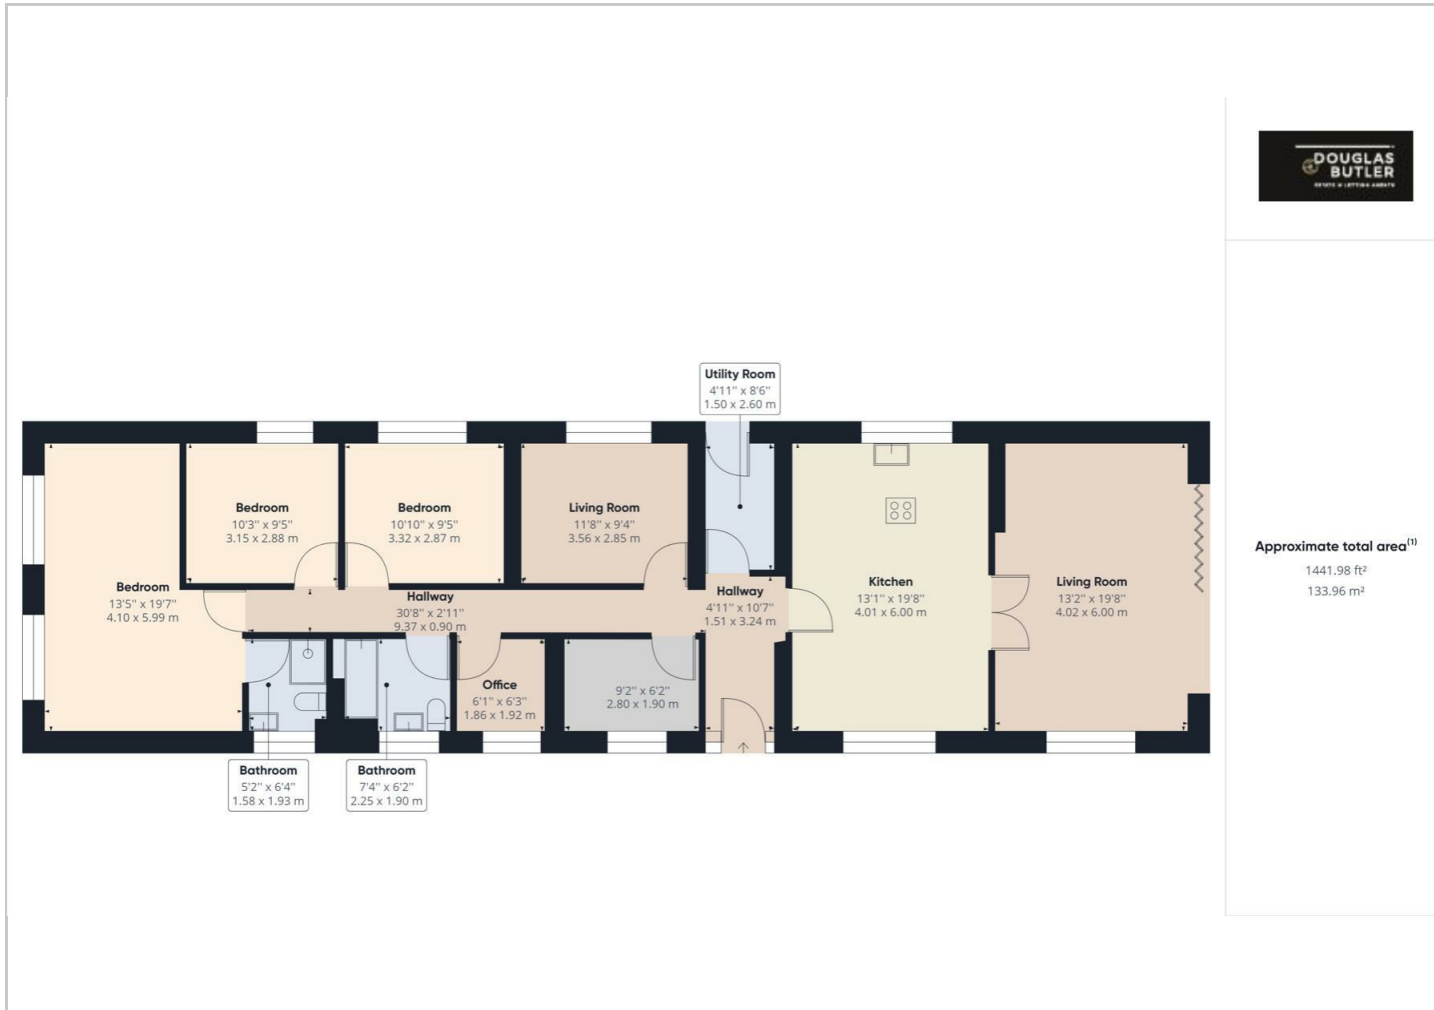 DOUGLAS
BUTLER
ESTATE & LETTING AGENTS
Utility Room
4'11" x 8'6"
1.50 x 2.60 m
Bedroom
10'3" x 9'5"
3.15 x 2.88 m
Bedroom
10'10" x 9'5"
3.32 x 2.87 m
Living Room
11'8" x 9'4"
3.56 x 2.85 m
Bedroom
13'5" x 19'7"
4.10 x 5.99 m
Hallway
30'8" x 2'11"
9.37 x 0.90 m
Hallway
4'11" x 10'7"
1.51 x 3.24 m
Kitchen
13'1" x 19'8"
4.01 x 6.00 m
Living Room
13'2" x 19'8"
4.02 x 6.00 m
Office
6'1" x 6'3"
1.86 x 1.92 m
9'2" x 6'2"
2.80 x 1.90 m
Bathroom
5'2" x 6'4"
1.58 x 1.93 m
Bathroom
7'4" x 6'2"
2.25 x 1.90 m
Approximate total area⁽¹⁾
1441.98 ft²
133.96 m²